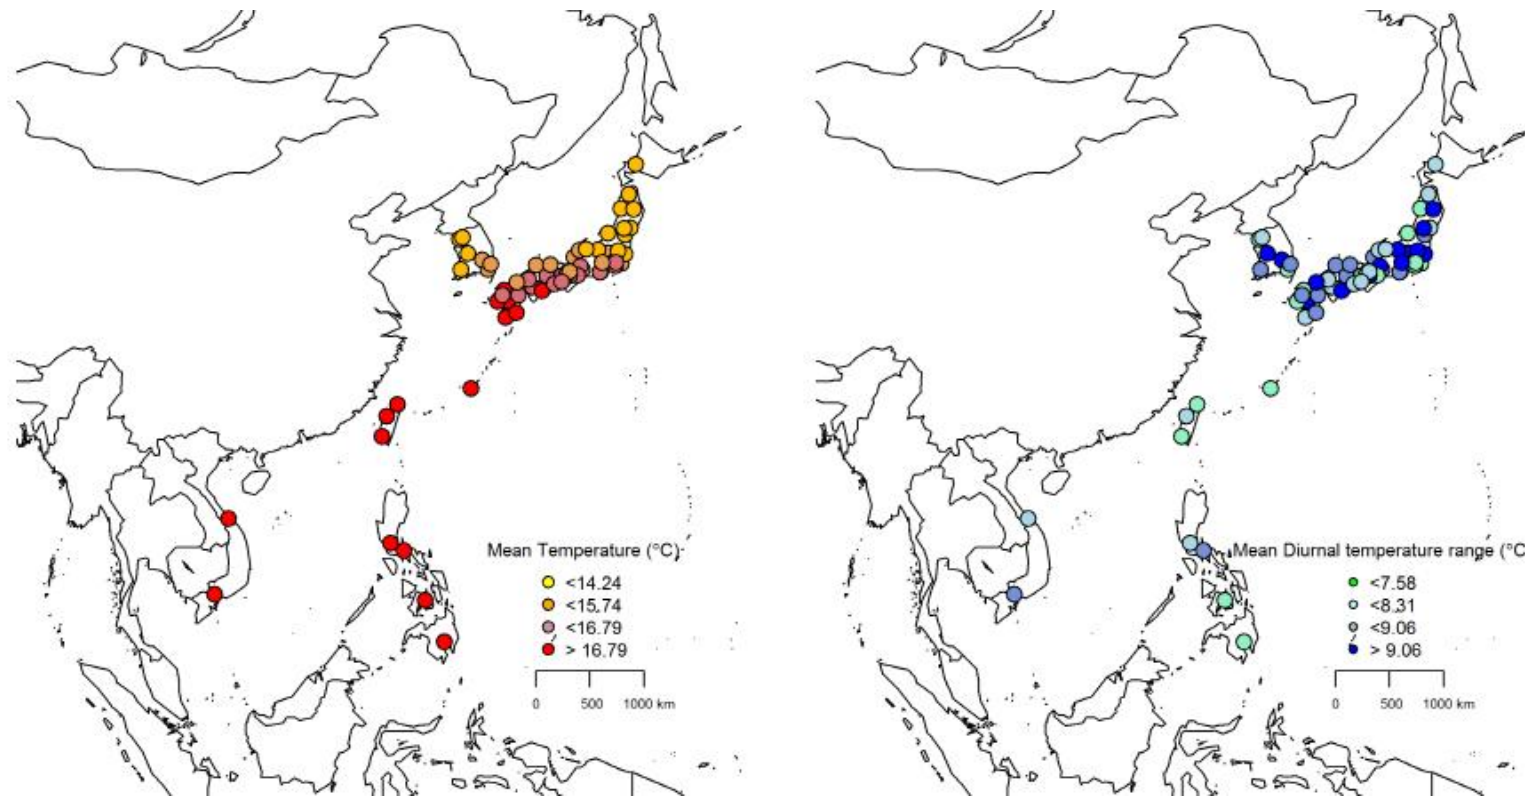 Mean Temperature (°C)
<14.24
<15.74
<16.79
> 16.79
0 500 1000 km
Mean Diurnal temperature range (°C
<7.58
<8.31
<9.06
> 9.06
0 500 1000 km